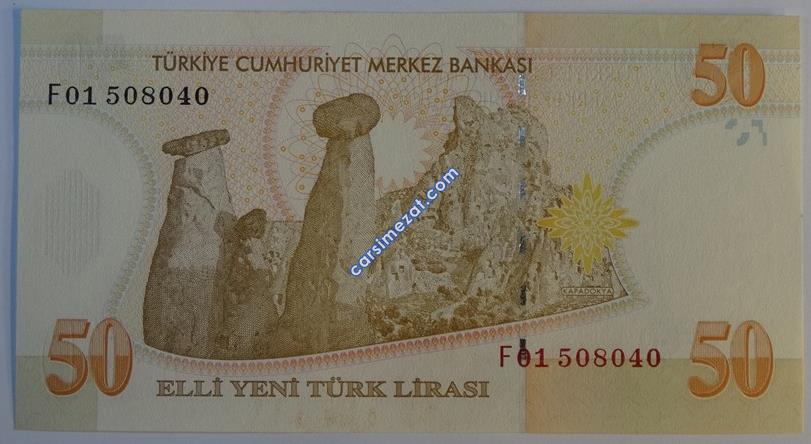 TÜRKİYE CUMHURİYET MERKEZ BANKASI
50
F01 508040
carsimezat.com
KAPADOKYA
F01 508040
50
50
ELLİ YENİ TÜRK LİRASI